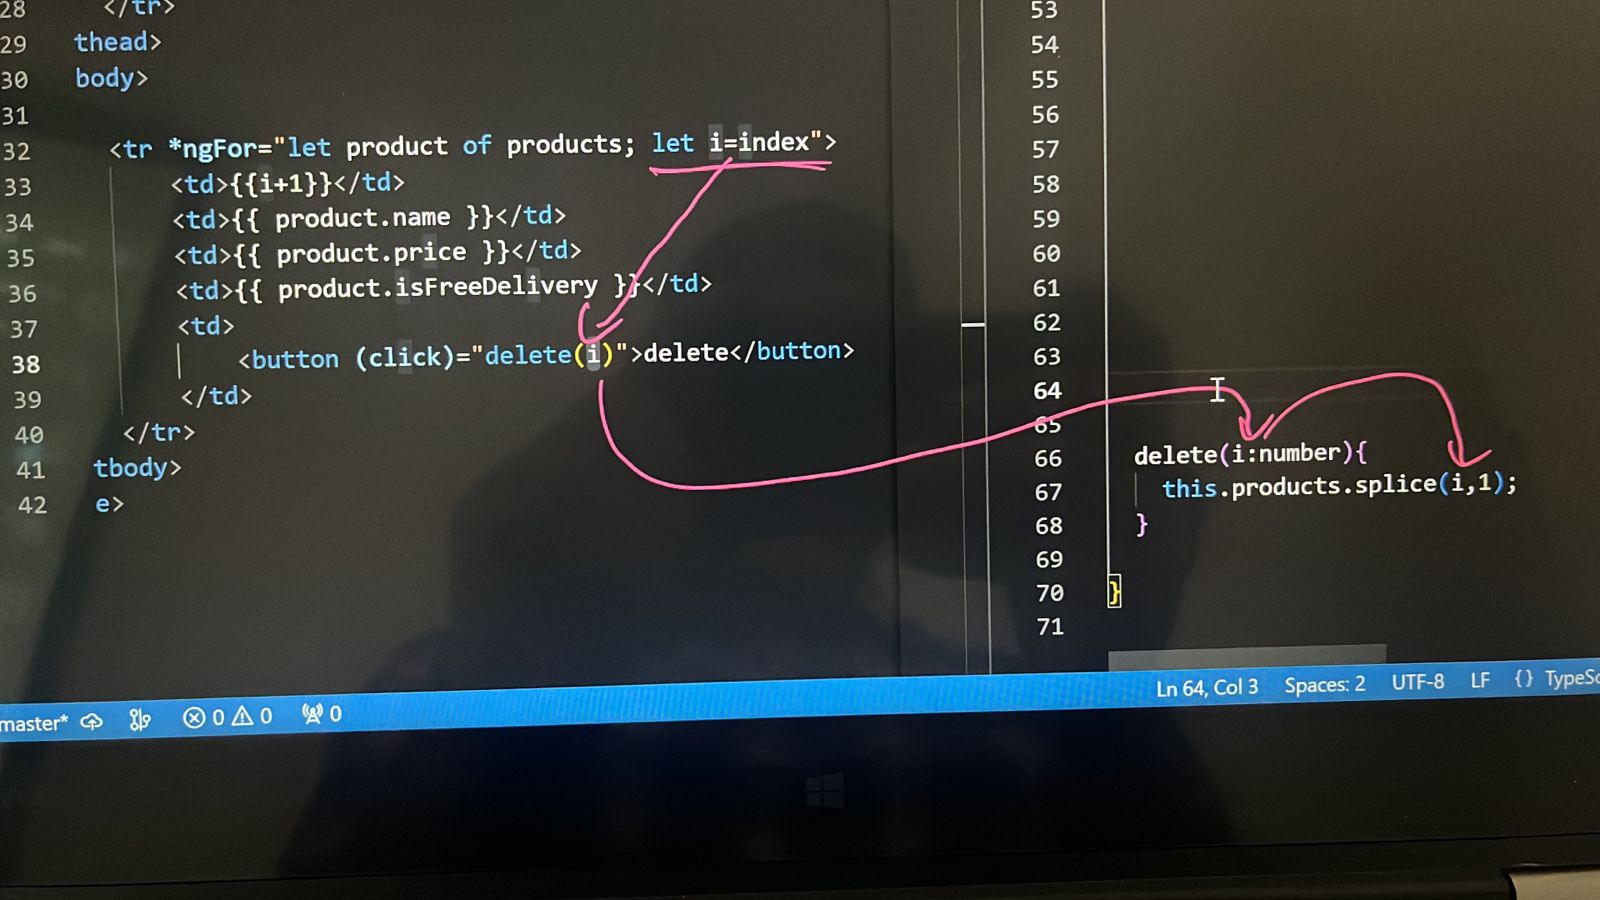 28 </tr>
29 thead>
30 body>
31
32 <tr *ngFor="let product of products; let i=index">
33 <td>{{i+1}}</td>
34 <td>{{ product.name }}</td>
35 <td>{{ product.price }}</td>
36 <td>{{ product.isFreeDelivery }}</td>
37 <td>
38 <button (click)="delete(i)">delete</button>
39 </td>
40 </tr>
41 tbody>
42 e>
53
54
55
56
57
58
59
60
61
62
63
64
65
66 delete(i:number){
67 this.products.splice(i,1);
68 }
69
70 }
71
master* 0 0 0 Ln 64, Col 3 Spaces: 2 UTF-8 LF {} TypeSc